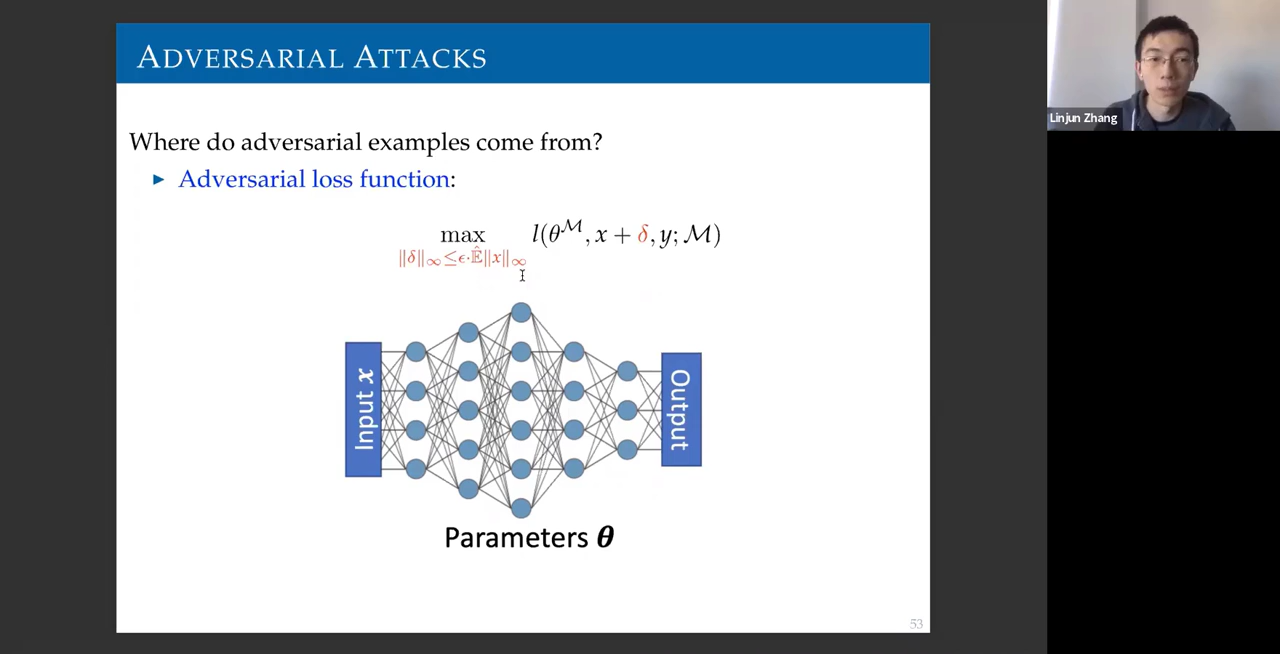 ADVERSARIAL ATTACKS
Where do adversarial examples come from?
▶ Adversarial loss function:
max l(θ^ℳ, x + δ, y; ℳ)
‖δ‖∞≤ϵ·Ê‖x‖∞
Input x
Output
Parameters θ
53
Linjun Zhang